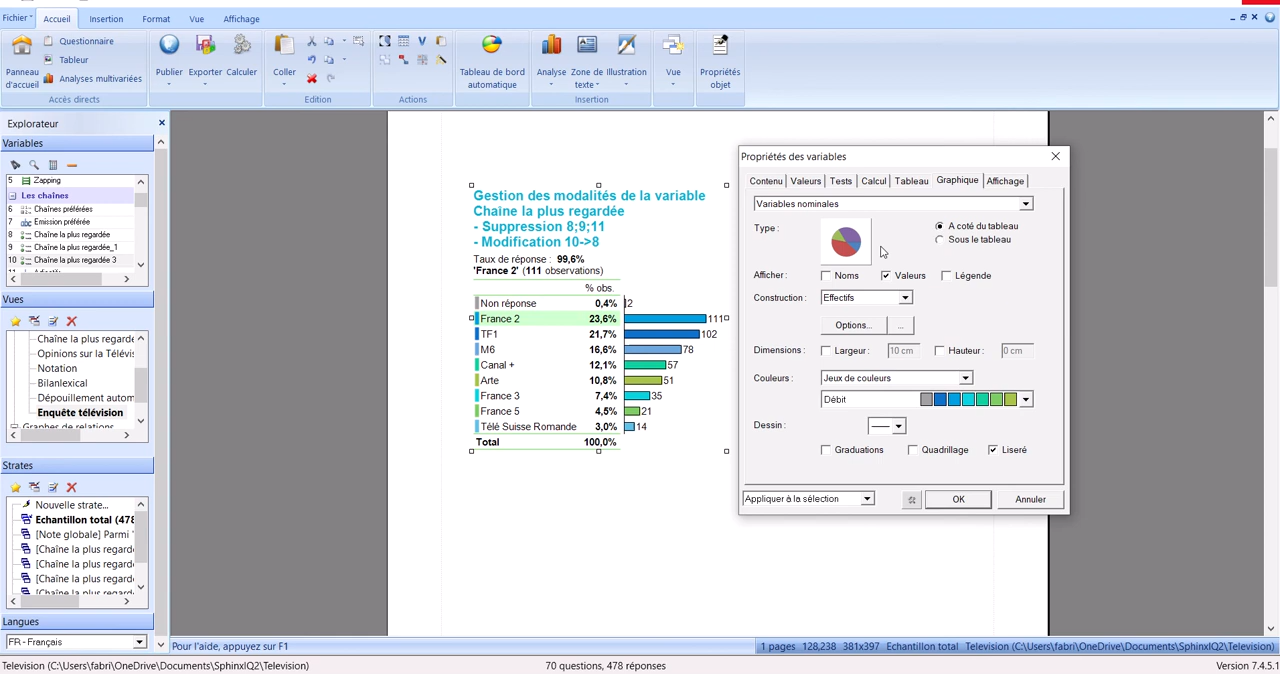 Fichier
Accueil
Insertion
Format
Vue
Affichage
Panneau d'accueil
Questionnaire
Tableur
Analyses multivariées
Accès directs
Publier
Exporter
Calculer
Coller
Edition
Actions
Tableau de bord automatique
Analyse
Zone de texte
Illustration
Insertion
Vue
Propriétés objet
Explorateur
Variables
5 Zapping
Les chaînes
6 Chaînes préférées
7 abc Emission préférée
8 Chaîne la plus regardée
9 Chaîne la plus regardée_1
10 Chaîne la plus regardée 3
Vues
Chaîne la plus regardé
Opinions sur la Télévis
Notation
Bilanlexical
Dépouillement autom
Enquête télévision
Graphes de relations
Strates
Nouvelle strate...
Echantillon total (478
[Note globale] Parmi
[Chaîne la plus regard
[Chaîne la plus regard
[Chaîne la plus regard
[Chaîne la plus regard
Langues
FR - Français
Gestion des modalités de la variable
Chaîne la plus regardée
- Suppression 8;9;11
- Modification 10->8
Taux de réponse : 99,6%
'France 2' (111 observations)
% obs.
Non réponse 0,4% 2
France 2 23,6% 111
TF1 21,7% 102
M6 16,6% 78
Canal + 12,1% 57
Arte 10,8% 51
France 3 7,4% 35
France 5 4,5% 21
Télé Suisse Romande 3,0% 14
Total 100,0%
Propriétés des variables
Contenu Valeurs Tests Calcul Tableau Graphique Affichage
Variables nominales
Type :
A coté du tableau
Sous le tableau
Afficher : Noms Valeurs Légende
Construction : Effectifs
Options... ...
Dimensions : Largeur : 10 cm Hauteur : 0 cm
Couleurs : Jeux de couleurs
Débit
Dessin :
Graduations Quadrillage Liseré
Appliquer à la sélection OK Annuler
Pour l'aide, appuyez sur F1
1 pages 128,238 381x397 Echantillon total Television (C:\Users\fabri\OneDrive\Documents\SphinxIQ2\Television)
Television (C:\Users\fabri\OneDrive\Documents\SphinxIQ2\Television) 70 questions, 478 réponses Version 7.4.5.1